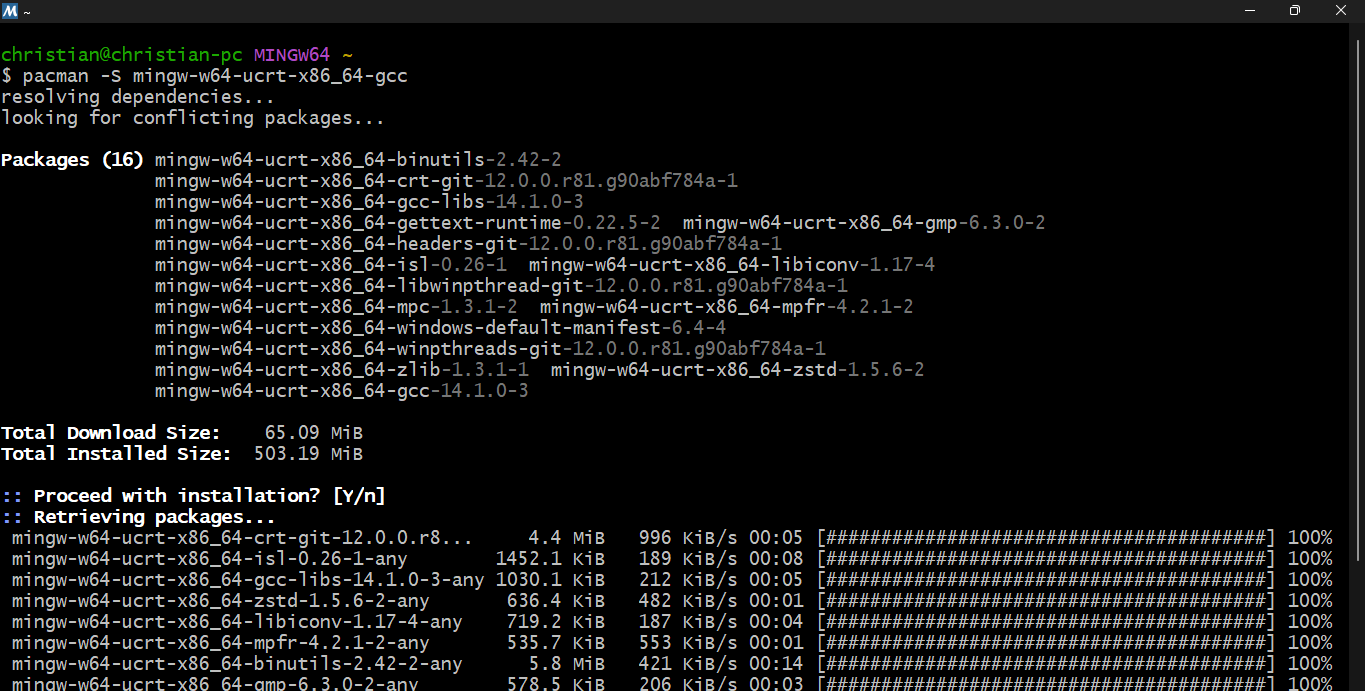 ~
christian@christian-pc MINGW64 ~
$ pacman -S mingw-w64-ucrt-x86_64-gcc
resolving dependencies...
looking for conflicting packages...
Packages (16) mingw-w64-ucrt-x86_64-binutils-2.42-2
mingw-w64-ucrt-x86_64-crt-git-12.0.0.r81.g90abf784a-1
mingw-w64-ucrt-x86_64-gcc-libs-14.1.0-3
mingw-w64-ucrt-x86_64-gettext-runtime-0.22.5-2  mingw-w64-ucrt-x86_64-gmp-6.3.0-2
mingw-w64-ucrt-x86_64-headers-git-12.0.0.r81.g90abf784a-1
mingw-w64-ucrt-x86_64-isl-0.26-1  mingw-w64-ucrt-x86_64-libiconv-1.17-4
mingw-w64-ucrt-x86_64-libwinpthread-git-12.0.0.r81.g90abf784a-1
mingw-w64-ucrt-x86_64-mpc-1.3.1-2  mingw-w64-ucrt-x86_64-mpfr-4.2.1-2
mingw-w64-ucrt-x86_64-windows-default-manifest-6.4-4
mingw-w64-ucrt-x86_64-winpthreads-git-12.0.0.r81.g90abf784a-1
mingw-w64-ucrt-x86_64-zlib-1.3.1-1  mingw-w64-ucrt-x86_64-zstd-1.5.6-2
mingw-w64-ucrt-x86_64-gcc-14.1.0-3
Total Download Size:    65.09 MiB
Total Installed Size:  503.19 MiB
:: Proceed with installation? [Y/n]
:: Retrieving packages...
mingw-w64-ucrt-x86_64-crt-git-12.0.0.r8...     4.4 MiB   996 KiB/s 00:05 [########################################] 100%
mingw-w64-ucrt-x86_64-isl-0.26-1-any        1452.1 KiB   189 KiB/s 00:08 [########################################] 100%
mingw-w64-ucrt-x86_64-gcc-libs-14.1.0-3-any 1030.1 KiB   212 KiB/s 00:05 [########################################] 100%
mingw-w64-ucrt-x86_64-zstd-1.5.6-2-any       636.4 KiB   482 KiB/s 00:01 [########################################] 100%
mingw-w64-ucrt-x86_64-libiconv-1.17-4-any    719.2 KiB   187 KiB/s 00:04 [########################################] 100%
mingw-w64-ucrt-x86_64-mpfr-4.2.1-2-any       535.7 KiB   553 KiB/s 00:01 [########################################] 100%
mingw-w64-ucrt-x86_64-binutils-2.42-2-any      5.8 MiB   421 KiB/s 00:14 [########################################] 100%
mingw-w64-ucrt-x86_64-gmp-6.3.0-2-any        578.5 KiB   206 KiB/s 00:03 [########################################] 100%